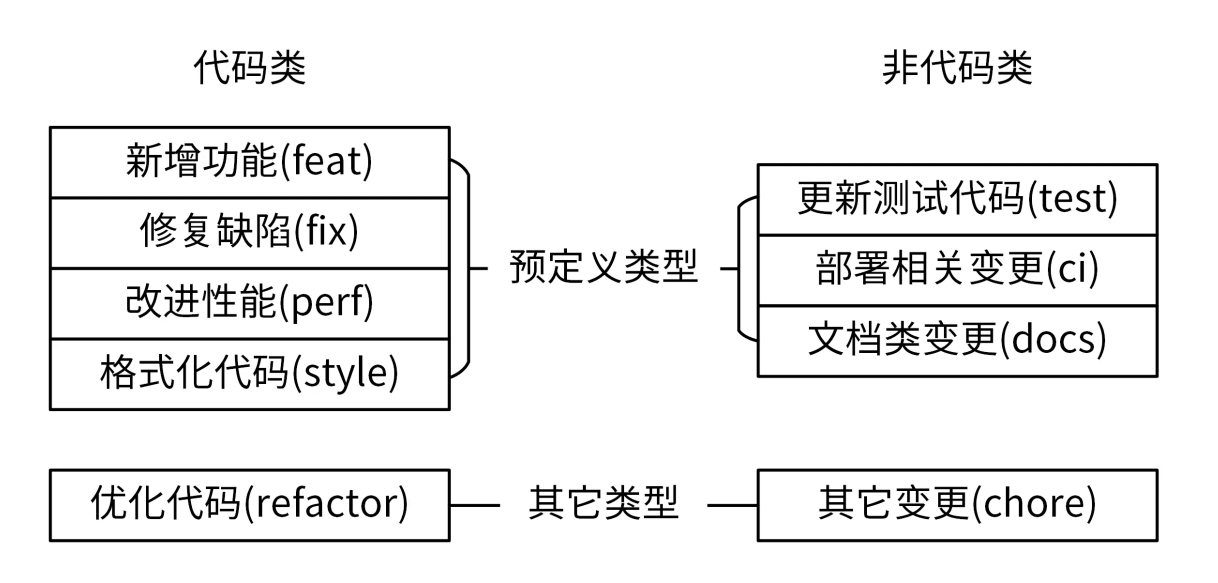 代码类
非代码类
新增功能(feat)
修复缺陷(fix)
改进性能(perf)
格式化代码(style)
预定义类型
更新测试代码(test)
部署相关变更(ci)
文档类变更(docs)
优化代码(refactor)
其它类型
其它变更(chore)